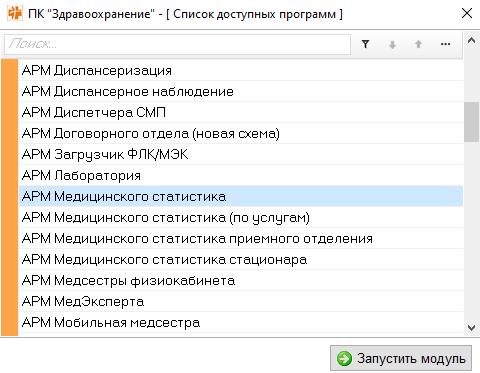 ПК "Здравоохранение" - [ Список доступных программ ]
Поиск...
АРМ Диспансеризация
АРМ Диспансерное наблюдение
АРМ Диспетчера СМП
АРМ Договорного отдела (новая схема)
АРМ Загрузчик ФЛК/МЭК
АРМ Лаборатория
АРМ Медицинского статистика
АРМ Медицинского статистика (по услугам)
АРМ Медицинского статистика приемного отделения
АРМ Медицинского статистика стационара
АРМ Медсестры физиокабинета
АРМ МедЭксперта
АРМ Мобильная медсестра
Запустить модуль